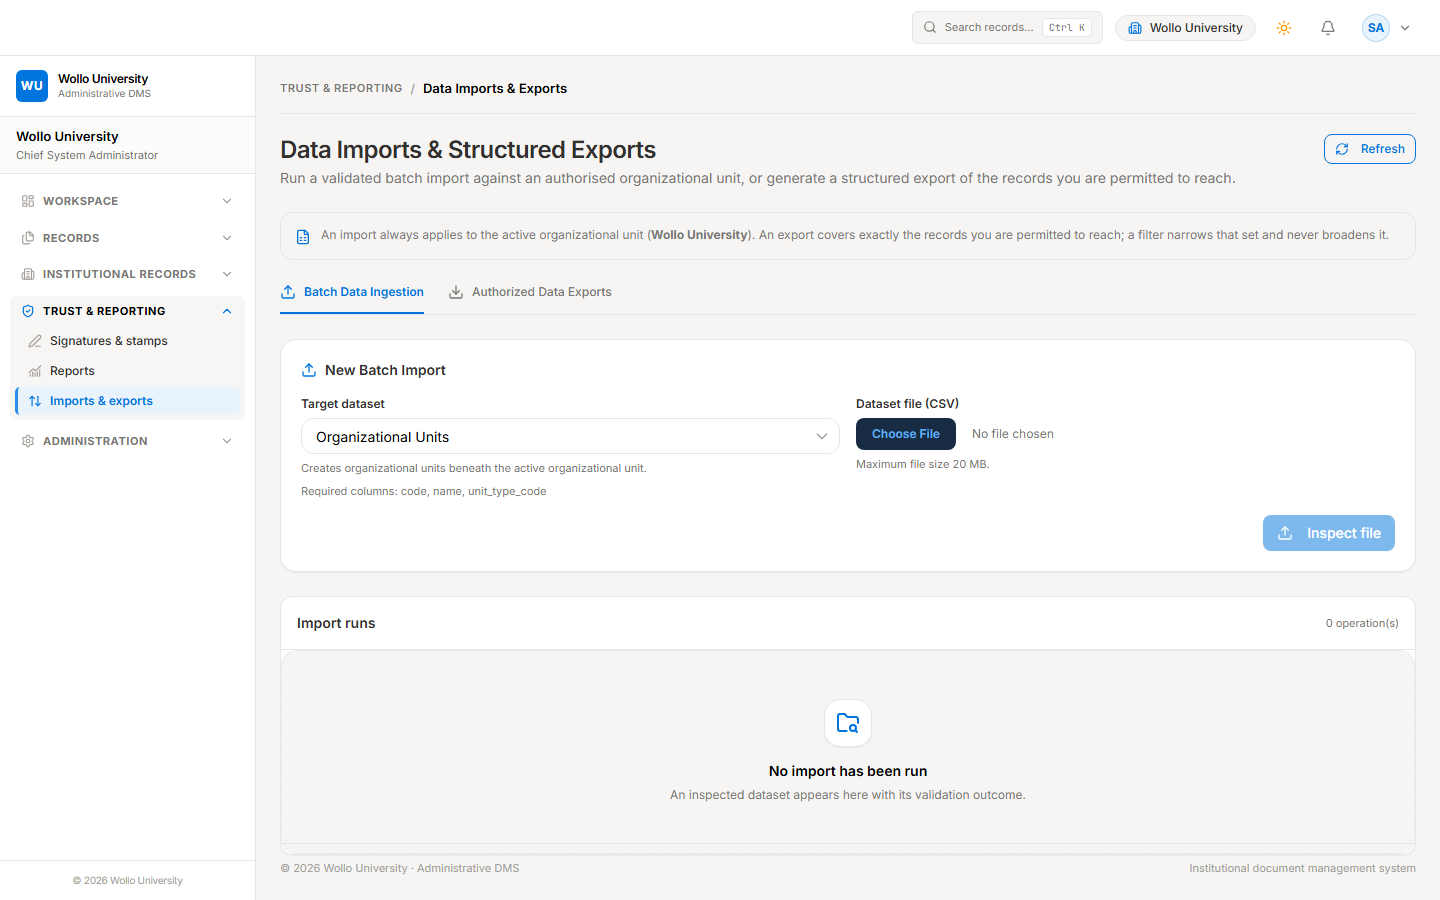 Search records...
Ctrl K
Wollo University
SA
WU
Wollo University
Administrative DMS
Wollo University
Chief System Administrator
WORKSPACE
RECORDS
INSTITUTIONAL RECORDS
TRUST & REPORTING
Signatures & stamps
Reports
Imports & exports
ADMINISTRATION
© 2026 Wollo University
TRUST & REPORTING / Data Imports & Exports
Data Imports & Structured Exports
Refresh
Run a validated batch import against an authorised organizational unit, or generate a structured export of the records you are permitted to reach.
An import always applies to the active organizational unit (Wollo University). An export covers exactly the records you are permitted to reach; a filter narrows that set and never broadens it.
Batch Data Ingestion
Authorized Data Exports
New Batch Import
Target dataset
Organizational Units
Creates organizational units beneath the active organizational unit.
Required columns: code, name, unit_type_code
Dataset file (CSV)
Choose File
No file chosen
Maximum file size 20 MB.
Inspect file
Import runs
0 operation(s)
No import has been run
An inspected dataset appears here with its validation outcome.
© 2026 Wollo University · Administrative DMS
Institutional document management system